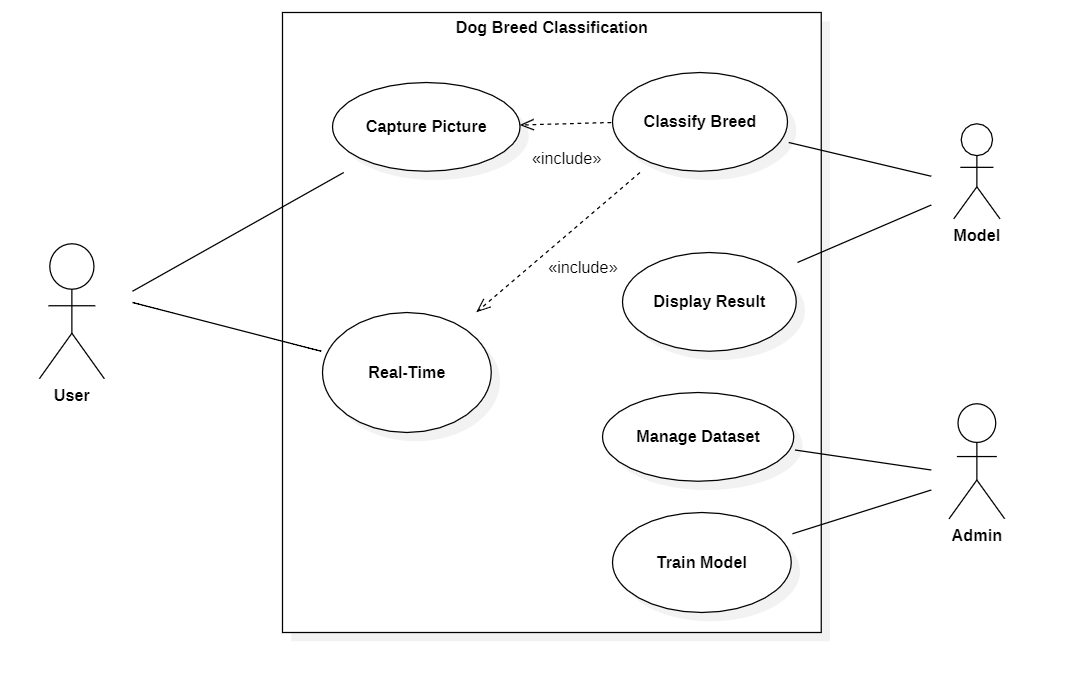 Dog Breed Classification
Capture Picture
Classify Breed
«include»
«include»
Display Result
Real-Time
Manage Dataset
Train Model
User
Model
Admin